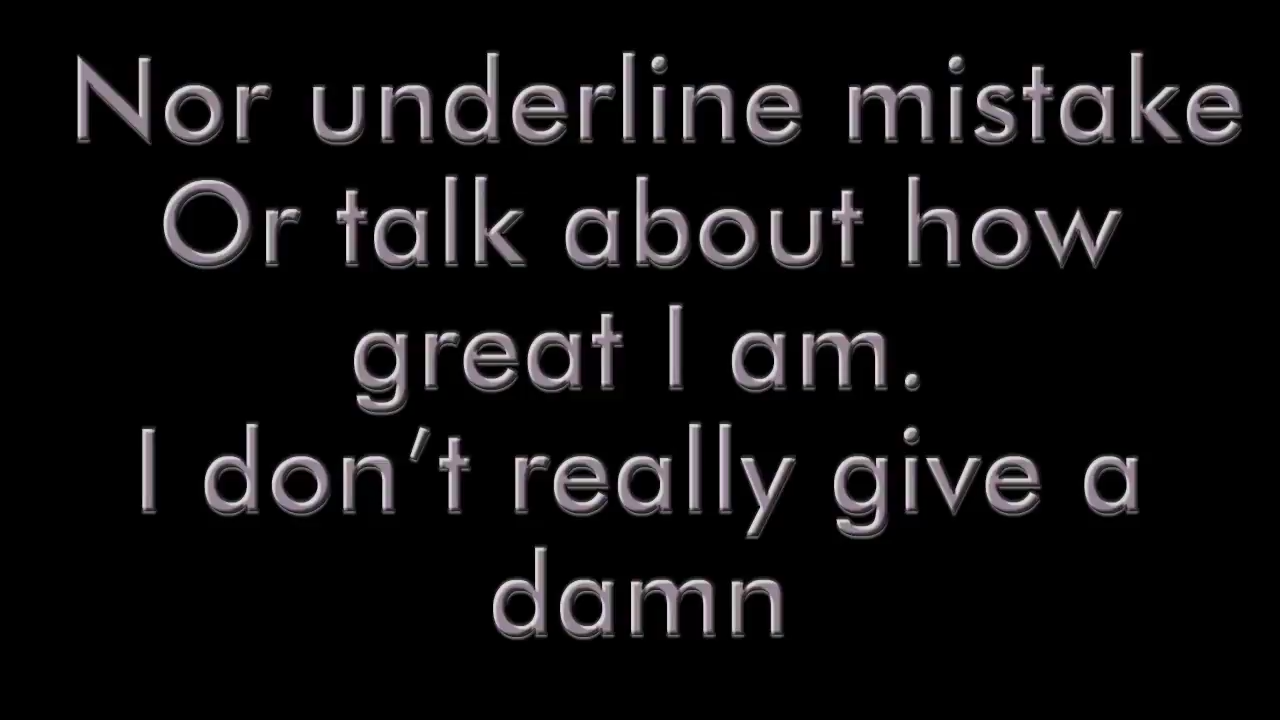 Nor underline mistake
Or talk about how
great I am.
I don’t really give a
damn